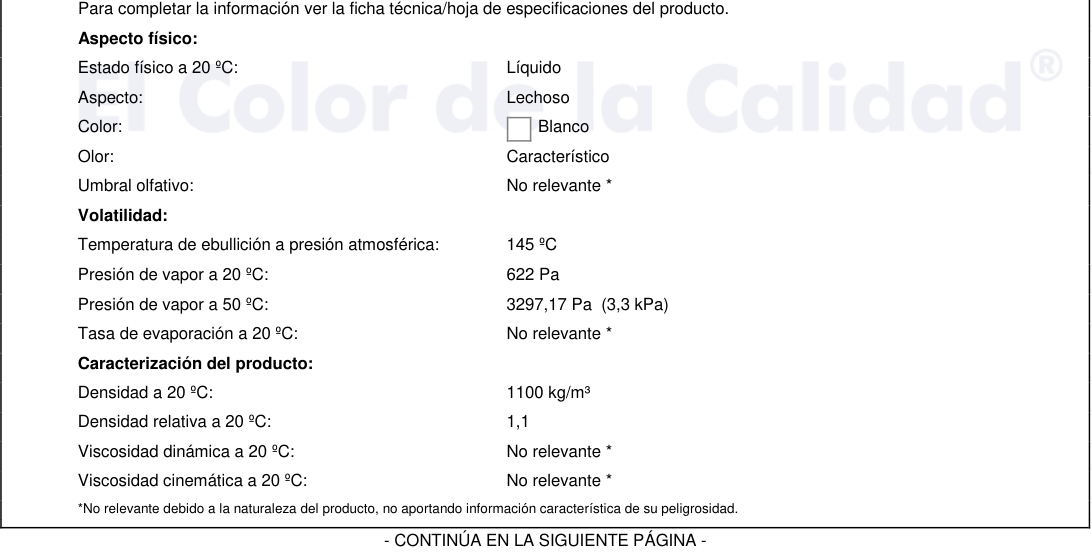 Para completar la información ver la ficha técnica/hoja de especificaciones del producto.
Aspecto físico:
El Color de la Calidad®
Estado físico a 20 ºC: Líquido
Aspecto: Lechoso
Color: Blanco
Olor: Característico
Umbral olfativo: No relevante *
Volatilidad:
Temperatura de ebullición a presión atmosférica: 145 ºC
Presión de vapor a 20 ºC: 622 Pa
Presión de vapor a 50 ºC: 3297,17 Pa (3,3 kPa)
Tasa de evaporación a 20 ºC: No relevante *
Caracterización del producto:
Densidad a 20 ºC: 1100 kg/m³
Densidad relativa a 20 ºC: 1,1
Viscosidad dinámica a 20 ºC: No relevante *
Viscosidad cinemática a 20 ºC: No relevante *
*No relevante debido a la naturaleza del producto, no aportando información característica de su peligrosidad.
- CONTINÚA EN LA SIGUIENTE PÁGINA -